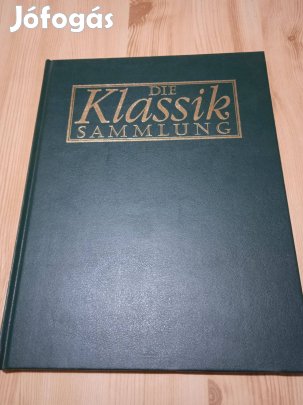 Jófogás
DIE
Klassik
SAMMLUNG